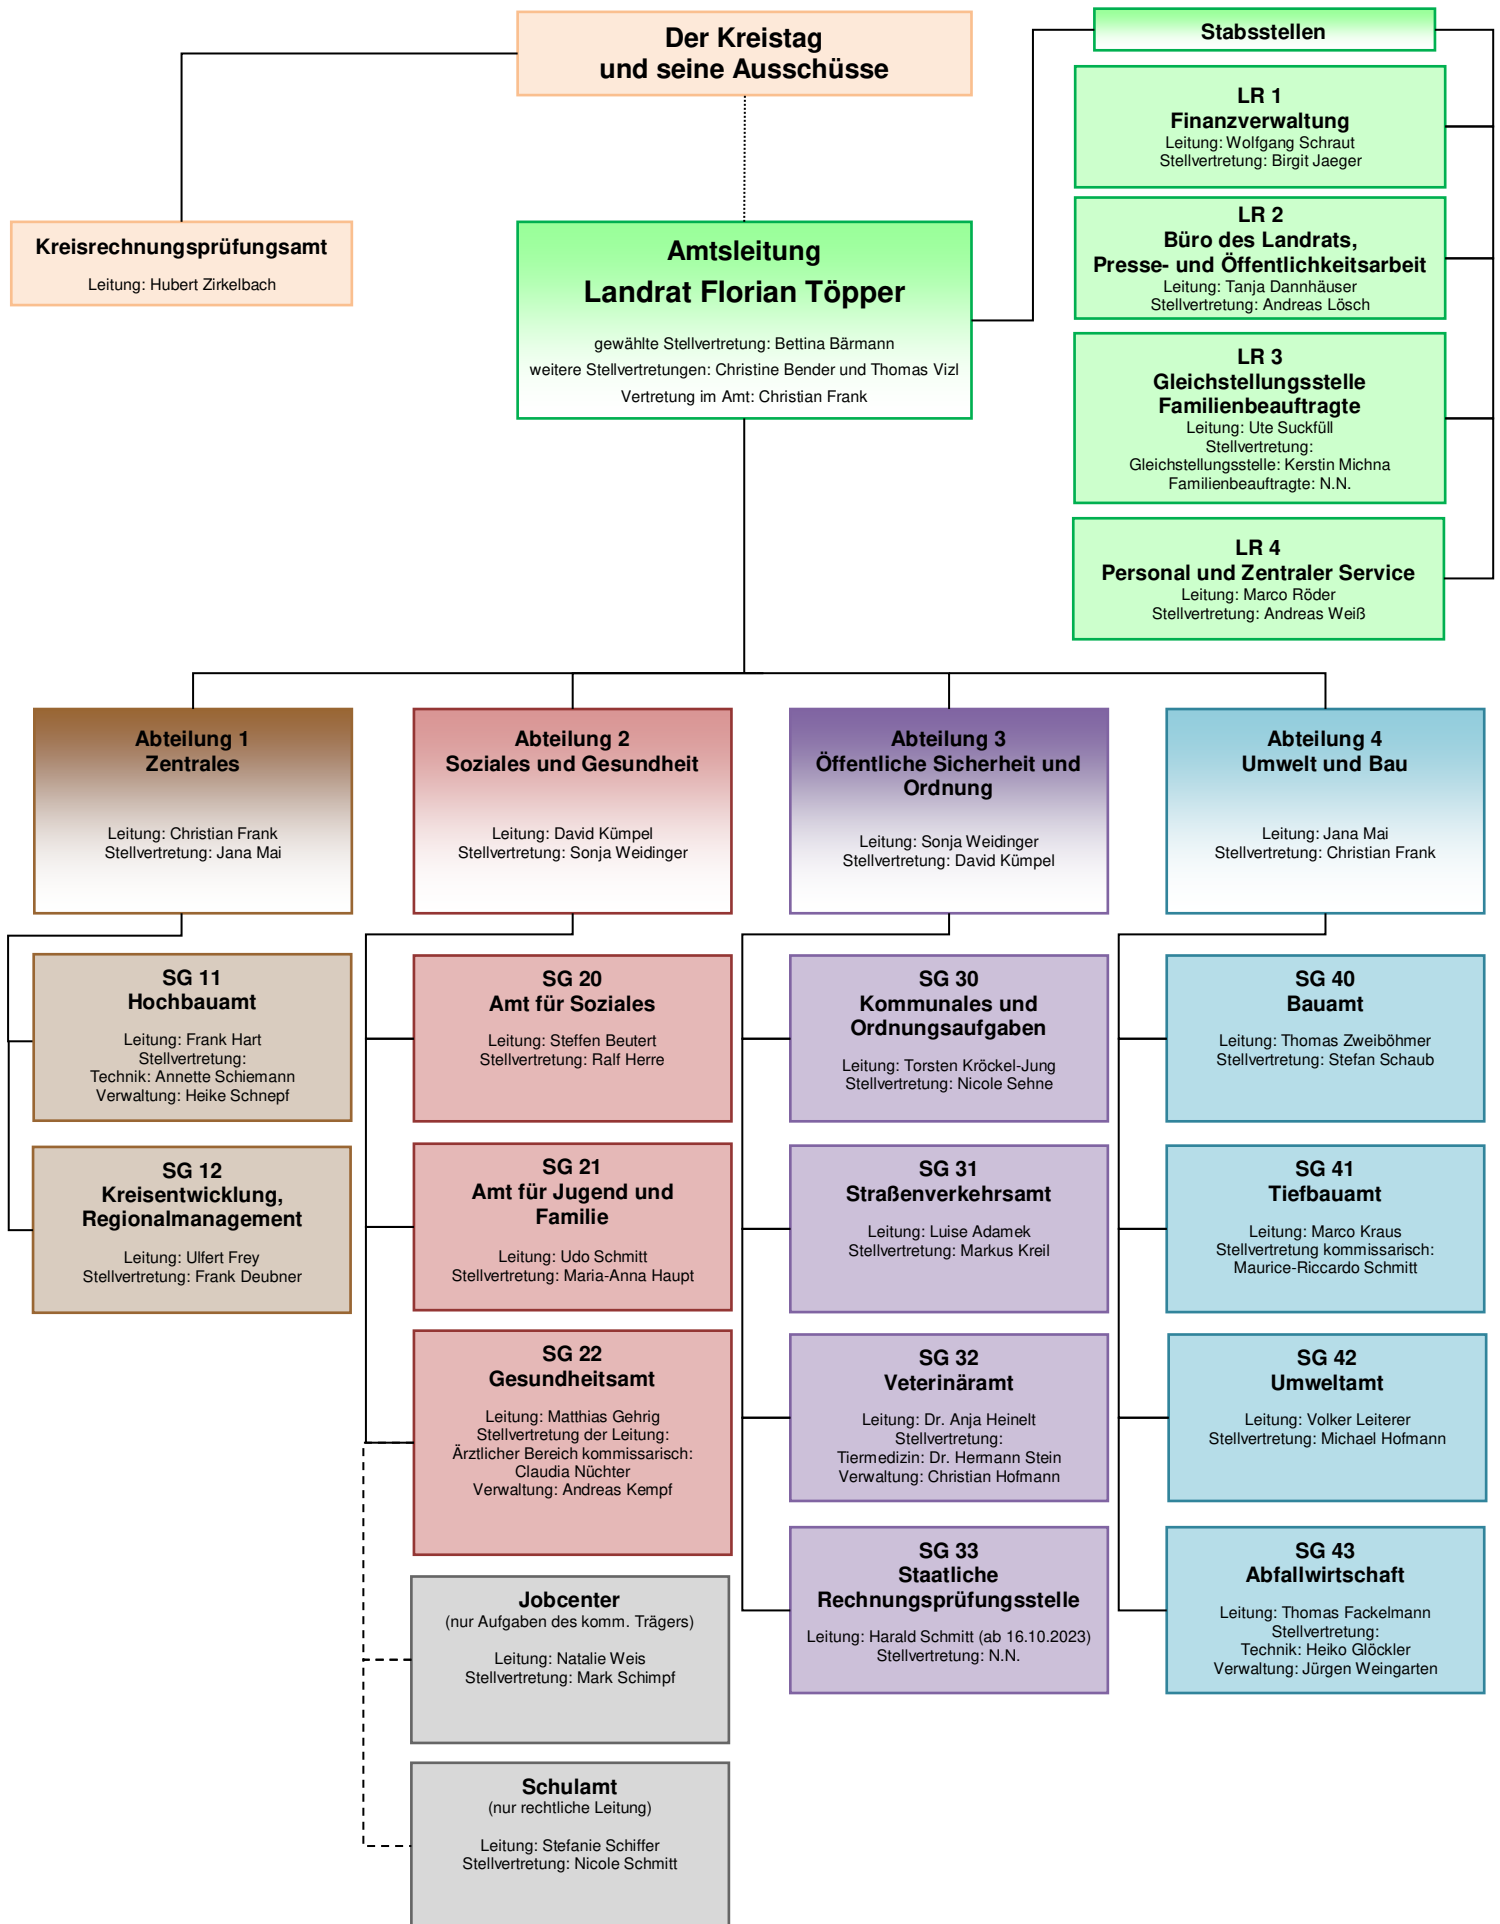 Der Kreistag
und seine Ausschüsse
Kreisrechnungsprüfungsamt
Leitung: Hubert Zirkelbach
Amtsleitung
Landrat Florian Töpper
gewählte Stellvertretung: Bettina Bärmann
weitere Stellvertretungen: Christine Bender und Thomas Vizl
Vertretung im Amt: Christian Frank
Stabsstellen
LR 1
Finanzverwaltung
Leitung: Wolfgang Schraut
Stellvertretung: Birgit Jaeger
LR 2
Büro des Landrats,
Presse- und Öffentlichkeitsarbeit
Leitung: Tanja Dannhäuser
Stellvertretung: Andreas Lösch
LR 3
Gleichstellungsstelle
Familienbeauftragte
Leitung: Ute Suckfüll
Stellvertretung:
Gleichstellungsstelle: Kerstin Michna
Familienbeauftragte: N.N.
LR 4
Personal und Zentraler Service
Leitung: Marco Röder
Stellvertretung: Andreas Weiß
Abteilung 1
Zentrales
Leitung: Christian Frank
Stellvertretung: Jana Mai
SG 11
Hochbauamt
Leitung: Frank Hart
Stellvertretung:
Technik: Annette Schiemann
Verwaltung: Heike Schnepf
SG 12
Kreisentwicklung,
Regionalmanagement
Leitung: Ulfert Frey
Stellvertretung: Frank Deubner
Abteilung 2
Soziales und Gesundheit
Leitung: David Kümpel
Stellvertretung: Sonja Weidinger
SG 20
Amt für Soziales
Leitung: Steffen Beutert
Stellvertretung: Ralf Herre
SG 21
Amt für Jugend und
Familie
Leitung: Udo Schmitt
Stellvertretung: Maria-Anna Haupt
SG 22
Gesundheitsamt
Leitung: Matthias Gehrig
Stellvertretung der Leitung:
Ärztlicher Bereich kommissarisch:
Claudia Nüchter
Verwaltung: Andreas Kempf
Jobcenter
(nur Aufgaben des komm. Trägers)
Leitung: Natalie Weis
Stellvertretung: Mark Schimpf
Schulamt
(nur rechtliche Leitung)
Leitung: Stefanie Schiffer
Stellvertretung: Nicole Schmitt
Abteilung 3
Öffentliche Sicherheit und
Ordnung
Leitung: Sonja Weidinger
Stellvertretung: David Kümpel
SG 30
Kommunales und
Ordnungsaufgaben
Leitung: Torsten Kröckel-Jung
Stellvertretung: Nicole Sehne
SG 31
Straßenverkehrsamt
Leitung: Luise Adamek
Stellvertretung: Markus Kreil
SG 32
Veterinäramt
Leitung: Dr. Anja Heinelt
Stellvertretung:
Tiermedizin: Dr. Hermann Stein
Verwaltung: Christian Hofmann
SG 33
Staatliche
Rechnungsprüfungsstelle
Leitung: Harald Schmitt (ab 16.10.2023)
Stellvertretung: N.N.
Abteilung 4
Umwelt und Bau
Leitung: Jana Mai
Stellvertretung: Christian Frank
SG 40
Bauamt
Leitung: Thomas Zweiböhmer
Stellvertretung: Stefan Schaub
SG 41
Tiefbauamt
Leitung: Marco Kraus
Stellvertretung kommissarisch:
Maurice-Riccardo Schmitt
SG 42
Umweltamt
Leitung: Volker Leiterer
Stellvertretung: Michael Hofmann
SG 43
Abfallwirtschaft
Leitung: Thomas Fackelmann
Stellvertretung:
Technik: Heiko Glöckler
Verwaltung: Jürgen Weingarten